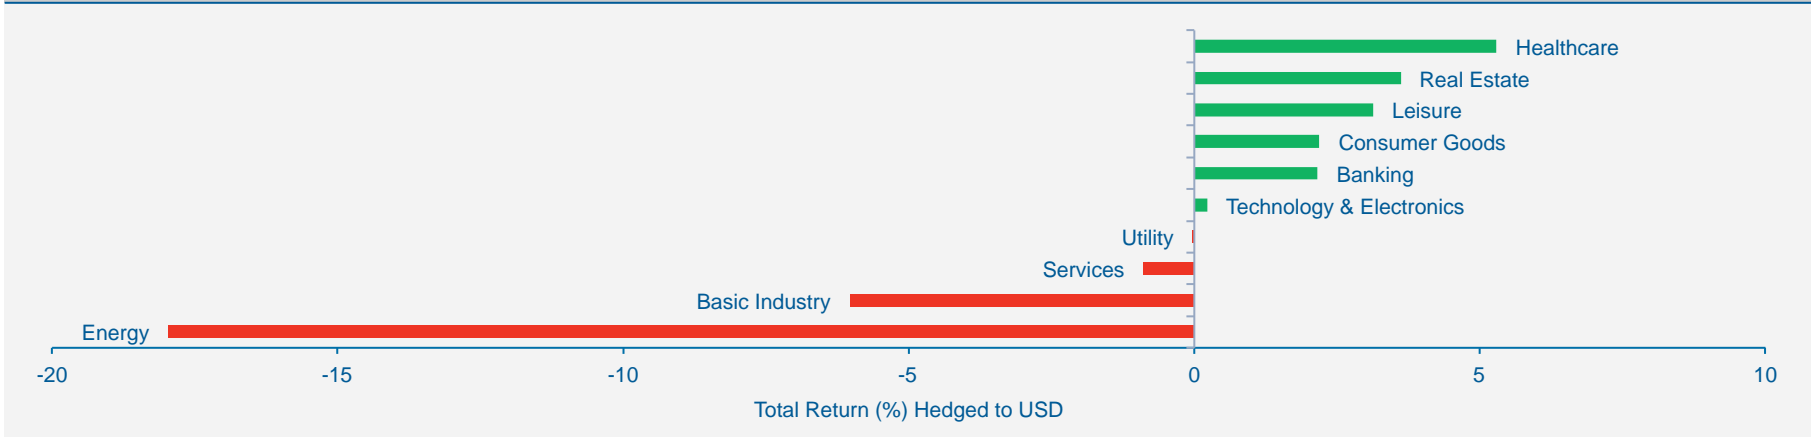 Healthcare
Real Estate
Leisure
Consumer Goods
Banking
Technology & Electronics
Utility
Services
Basic Industry
Energy
-20 -15 -10 -5 0 5 10
Total Return (%) Hedged to USD